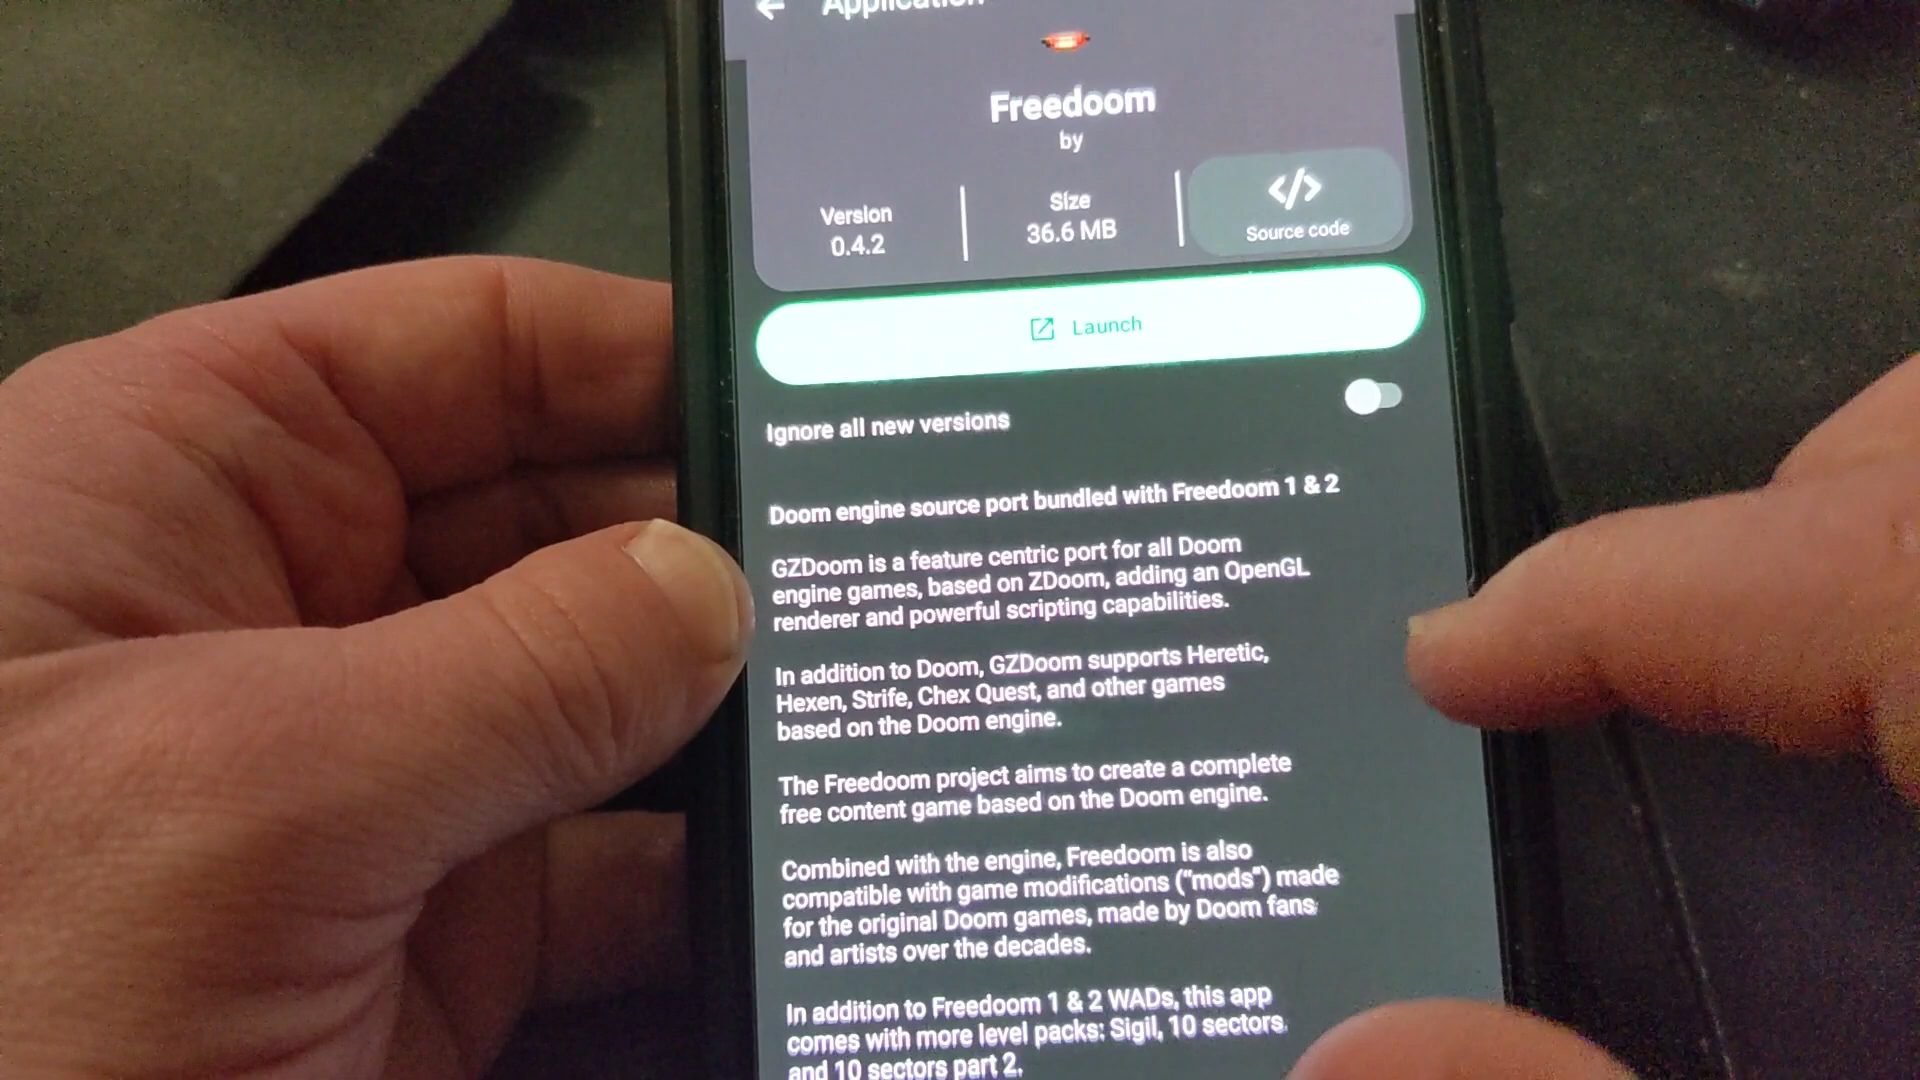 Application
Freedoom
by
Version
0.4.2
Size
36.6 MB
</>
Source code
Launch
Ignore all new versions
Doom engine source port bundled with Freedoom 1 & 2
GZDoom is a feature centric port for all Doom
engine games, based on ZDoom, adding an OpenGL
renderer and powerful scripting capabilities.
In addition to Doom, GZDoom supports Heretic,
Hexen, Strife, Chex Quest, and other games
based on the Doom engine.
The Freedoom project aims to create a complete
free content game based on the Doom engine.
Combined with the engine, Freedoom is also
compatible with game modifications ("mods") made
for the original Doom games, made by Doom fans
and artists over the decades.
In addition to Freedoom 1 & 2 WADs, this app
comes with more level packs: Sigil, 10 sectors.
and 10 sectors part 2.